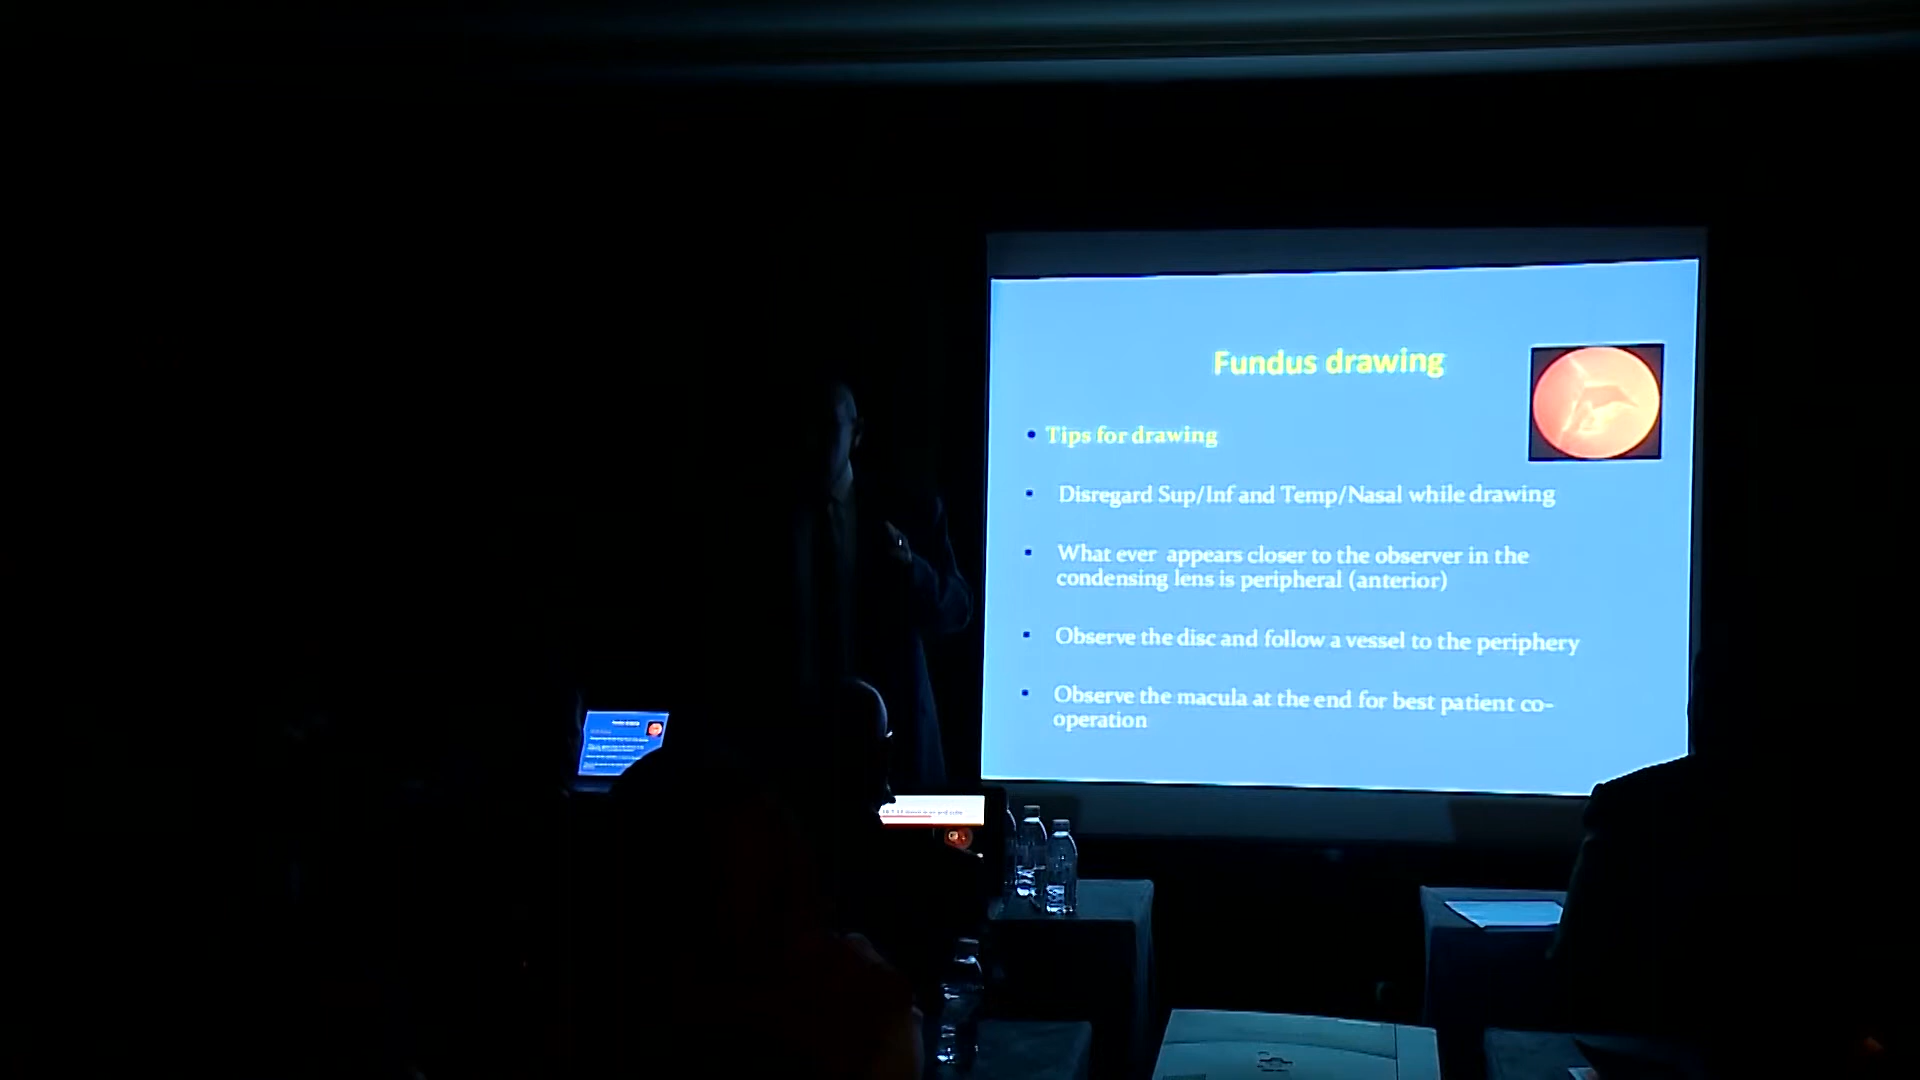 Fundus drawing
• Tips for drawing
▪ Disregard Sup/Inf and Temp/Nasal while drawing
▪ What ever appears closer to the observer in the
condensing lens is peripheral (anterior)
▪ Observe the disc and follow a vessel to the periphery
▪ Observe the macula at the end for best patient co-
operation